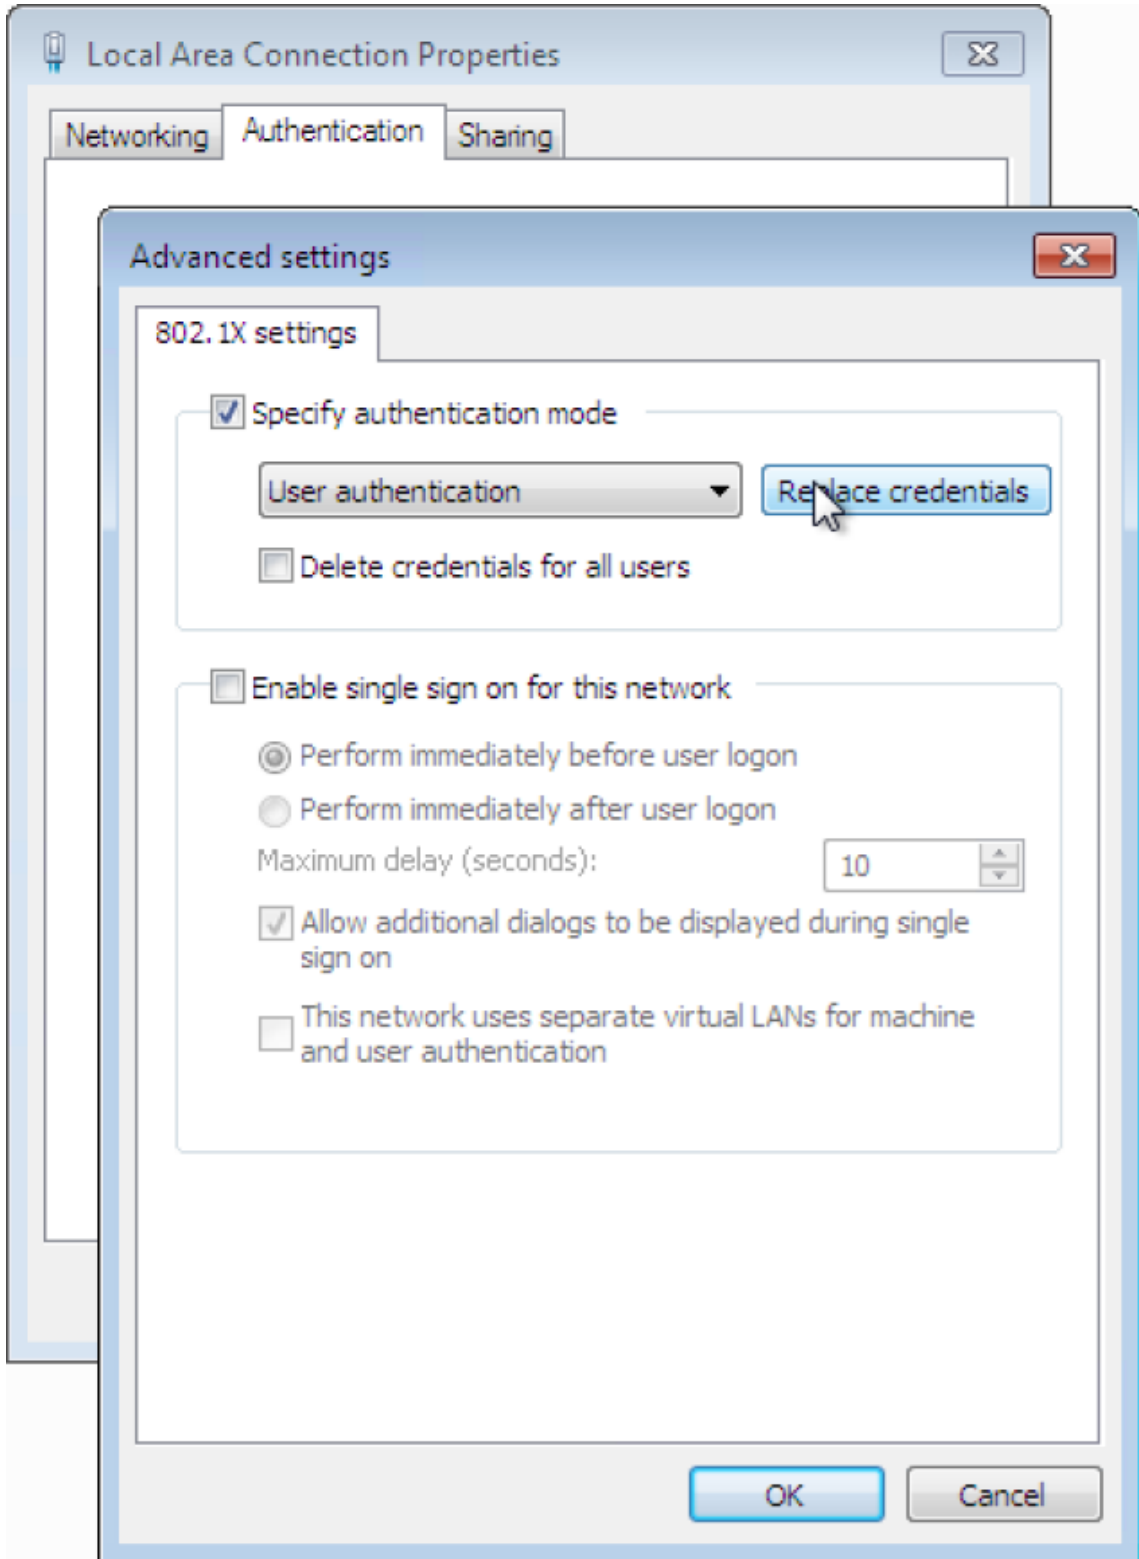 Local Area Connection Properties
Networking
Authentication
Sharing
Advanced settings
802.1X settings
Specify authentication mode
User authentication
Replace credentials
Delete credentials for all users
Enable single sign on for this network
Perform immediately before user logon
Perform immediately after user logon
Maximum delay (seconds):
10
Allow additional dialogs to be displayed during single
sign on
This network uses separate virtual LANs for machine
and user authentication
OK
Cancel